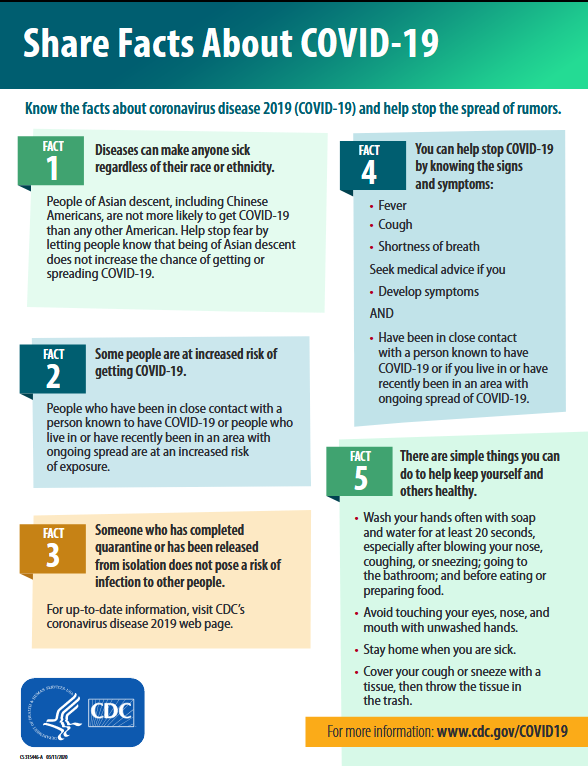 Share Facts About COVID-19
Know the facts about coronavirus disease 2019 (COVID-19) and help stop the spread of rumors.
FACT
1
Diseases can make anyone sick
regardless of their race or ethnicity.
People of Asian descent, including Chinese
Americans, are not more likely to get COVID-19
than any other American. Help stop fear by
letting people know that being of Asian descent
does not increase the chance of getting or
spreading COVID-19.
FACT
2
Some people are at increased risk of
getting COVID-19.
People who have been in close contact with a
person known to have COVID-19 or people who
live in or have recently been in an area with
ongoing spread are at an increased risk
of exposure.
FACT
3
Someone who has completed
quarantine or has been released
from isolation does not pose a risk of
infection to other people.
For up-to-date information, visit CDC's
coronavirus disease 2019 web page.
FACT
4
You can help stop COVID-19
by knowing the signs
and symptoms:
• Fever
• Cough
• Shortness of breath
Seek medical advice if you
• Develop symptoms
AND
• Have been in close contact
with a person known to have
COVID-19 or if you live in or have
recently been in an area with
ongoing spread of COVID-19.
FACT
5
There are simple things you can
do to help keep yourself and
others healthy.
• Wash your hands often with soap
and water for at least 20 seconds,
especially after blowing your nose,
coughing, or sneezing; going to
the bathroom; and before eating or
preparing food.
• Avoid touching your eyes, nose, and
mouth with unwashed hands.
• Stay home when you are sick.
• Cover your cough or sneeze with a
tissue, then throw the tissue in
the trash.
CDC
CS 315446-A 03/11/2020
For more information: www.cdc.gov/COVID19